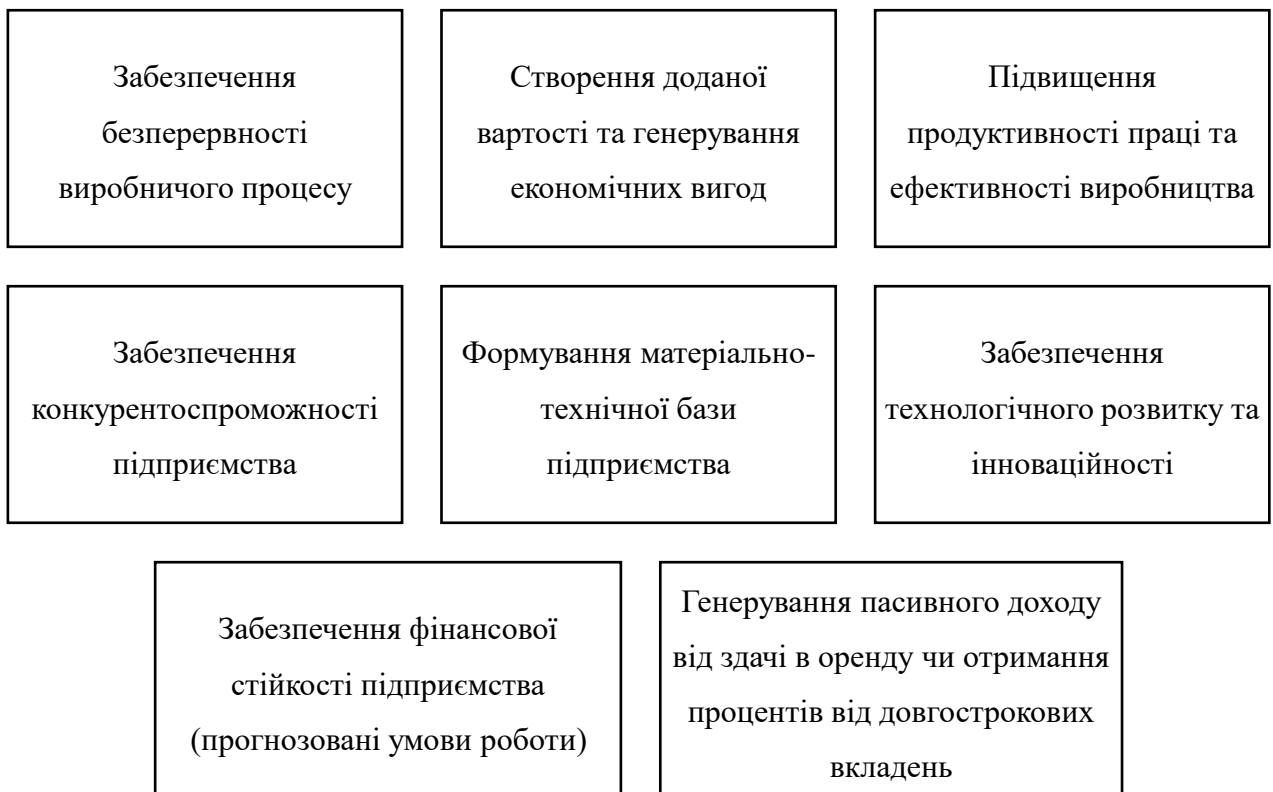 Забезпечення
безперервності
виробничого процесу
Створення доданої
вартості та генерування
економічних вигод
Підвищення
продуктивності праці та
ефективності виробництва
Забезпечення
конкурентоспроможності
підприємства
Формування матеріально-
технічної бази
підприємства
Забезпечення
технологічного розвитку та
інноваційності
Забезпечення фінансової
стійкості підприємства
(прогнозовані умови роботи)
Генерування пасивного доходу
від здачі в оренду чи отримання
процентів від довгострокових
вкладень